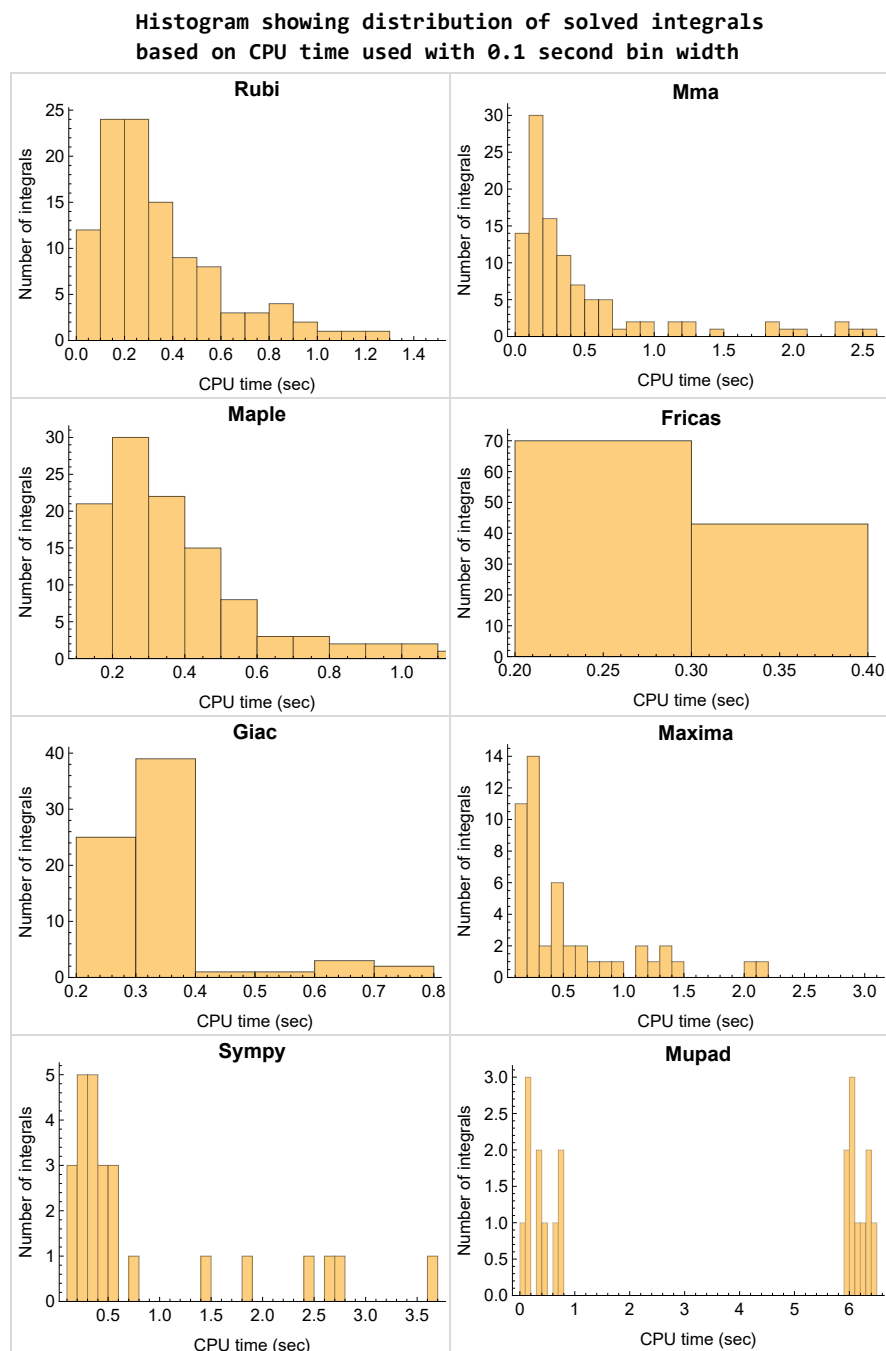 Histogram showing distribution of solved integrals
based on CPU time used with 0.1 second bin width
Rubi
Number of integrals
25
20
15
10
5
0
0.0 0.2 0.4 0.6 0.8 1.0 1.2 1.4
CPU time (sec)
Mma
Number of integrals
30
25
20
15
10
5
0
0.0 0.5 1.0 1.5 2.0 2.5
CPU time (sec)
Maple
Number of integrals
30
25
20
15
10
5
0
0.2 0.4 0.6 0.8 1.0
CPU time (sec)
Fricas
Number of integrals
70
60
50
40
30
20
10
0
0.20 0.25 0.30 0.35 0.40
CPU time (sec)
Giac
Number of integrals
40
30
20
10
0
0.2 0.3 0.4 0.5 0.6 0.7 0.8
CPU time (sec)
Maxima
Number of integrals
14
12
10
8
6
4
2
0
0.5 1.0 1.5 2.0 2.5 3.0
CPU time (sec)
Sympy
Number of integrals
5
4
3
2
1
0
0.5 1.0 1.5 2.0 2.5 3.0 3.5
CPU time (sec)
Mupad
Number of integrals
3.0
2.5
2.0
1.5
1.0
0.5
0.0
0 1 2 3 4 5 6
CPU time (sec)